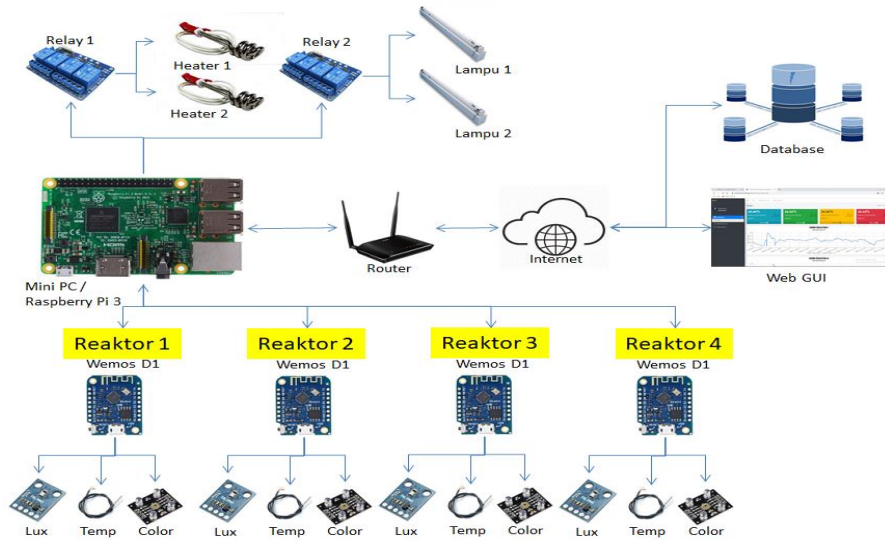 Relay 1
Heater 1
Heater 2
Relay 2
Lampu 1
Lampu 2
Database
Mini PC /
Raspberry Pi 3
Router
Internet
Web GUI
Reaktor 1
Reaktor 2
Reaktor 3
Reaktor 4
Wemos D1
Wemos D1
Wemos D1
Wemos D1
Lux
Temp
Color
Lux
Temp
Color
Lux
Temp
Color
Lux
Temp
Color